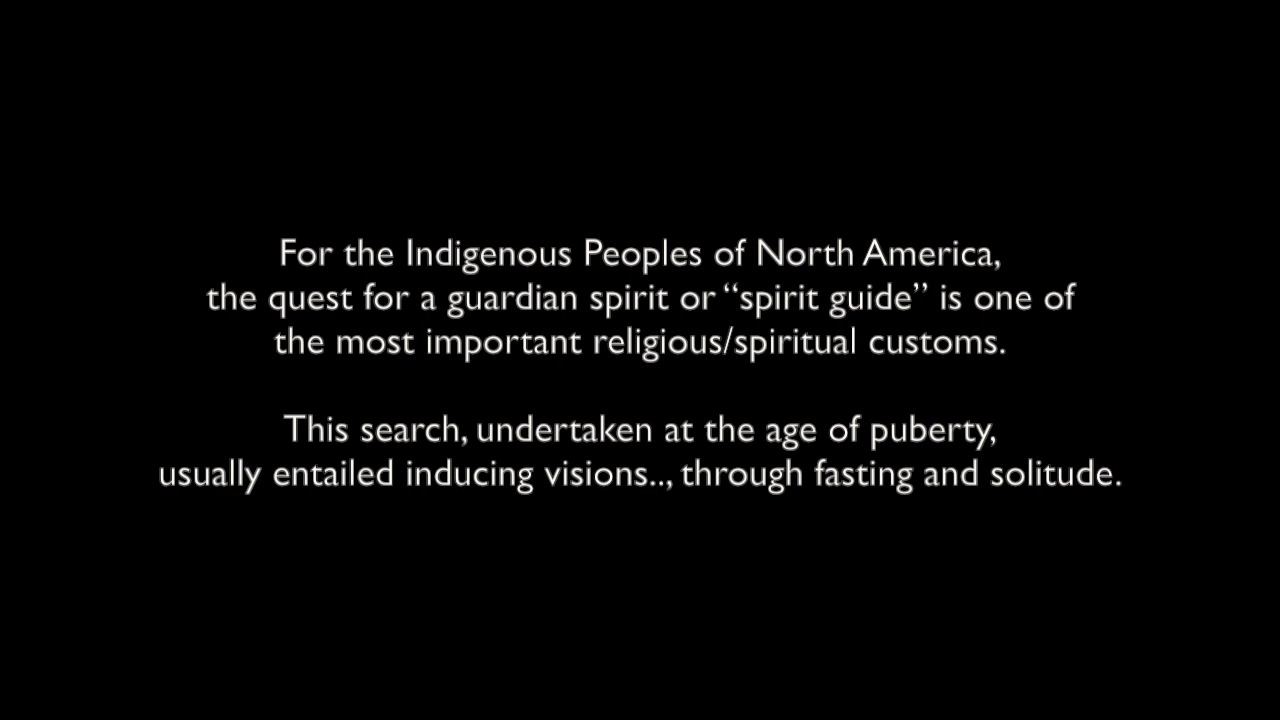 For the Indigenous Peoples of North America,
the quest for a guardian spirit or “spirit guide” is one of
the most important religious/spiritual customs.
This search, undertaken at the age of puberty,
usually entailed inducing visions.., through fasting and solitude.